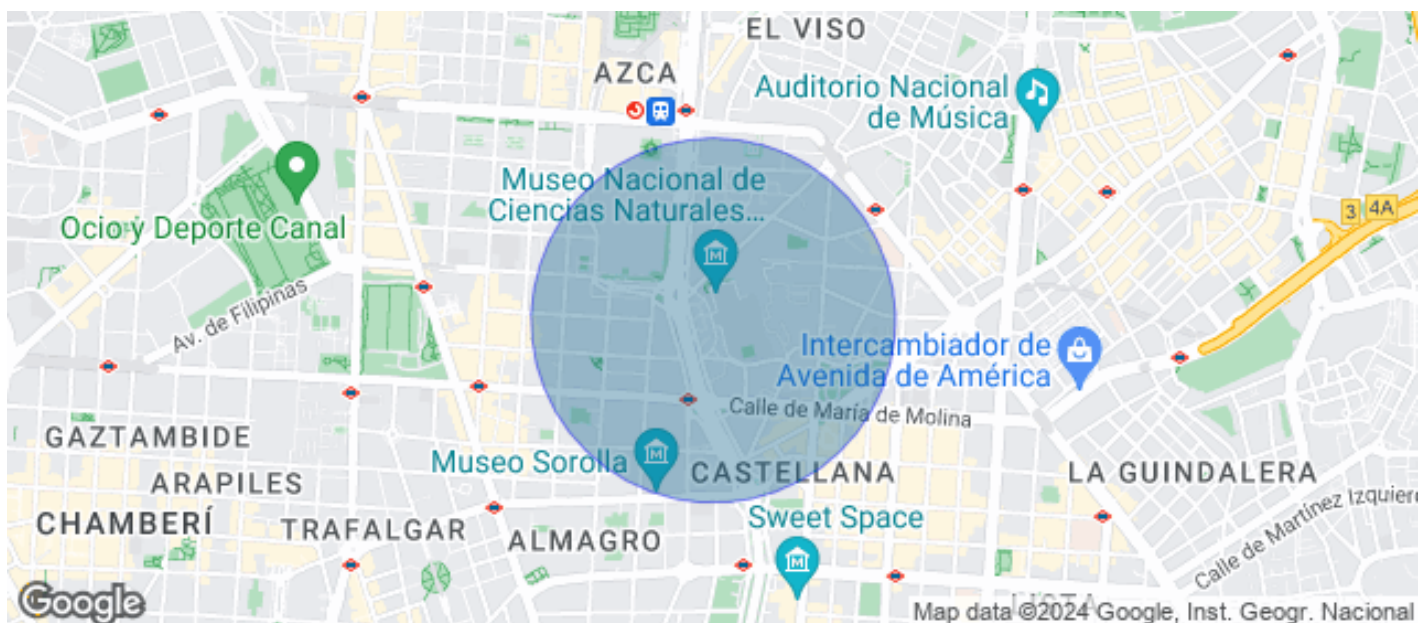 EL VISO
AZCA
Auditorio Nacional
de Música
Museo Nacional de
Ciencias Naturales...
Ocio y Deporte Canal
3
4A
Av. de Filipinas
Intercambiador de
Avenida de América
Calle de María de Molina
GAZTAMBIDE
Museo Sorolla
CASTELLANA
LA GUINDALERA
ARAPILES
CHAMBERÍ
TRAFALGAR
ALMAGRO
Sweet Space
Calle de Martínez Izquier
Google
Map data ©2024 Google, Inst. Geogr. Nacional